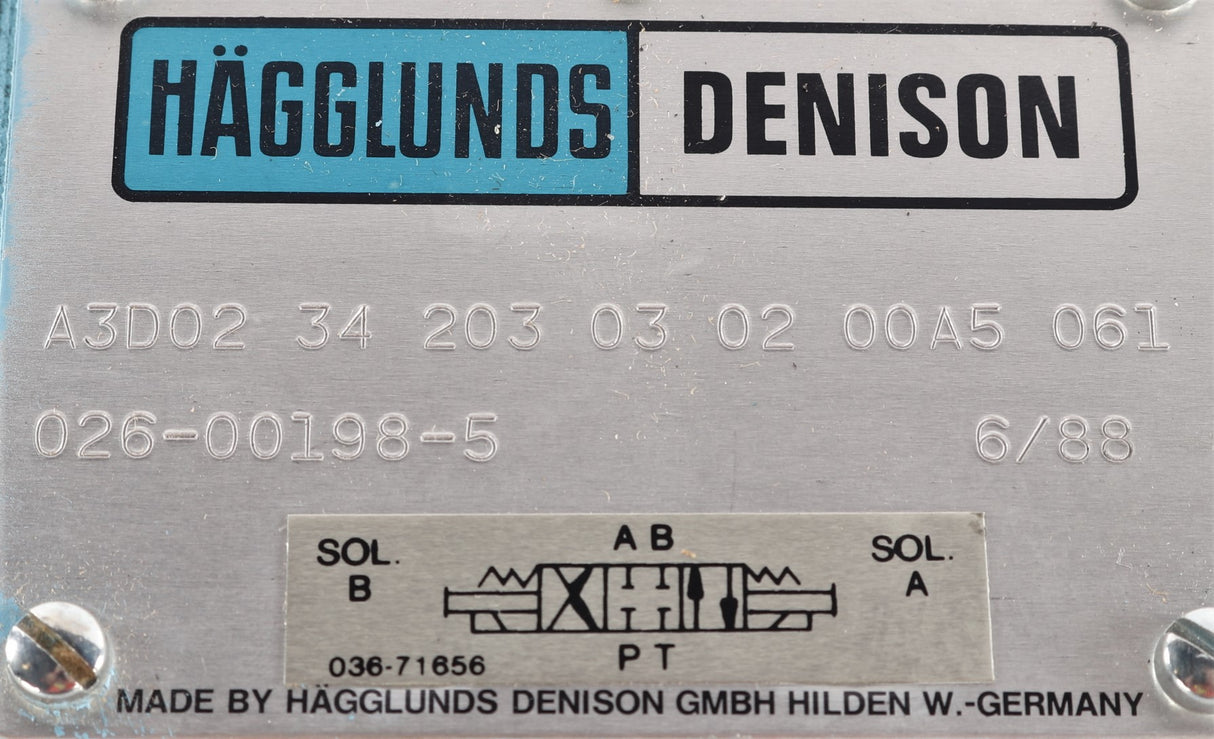 HÄGGLUNDS DENISON
A3D02 34 203 03 02 00A5 061
026-00198-5 6/88
A B
SOL. SOL.
B A
P T
036-71656
MADE BY HÄGGLUNDS DENISON GMBH HILDEN W.-GERMANY